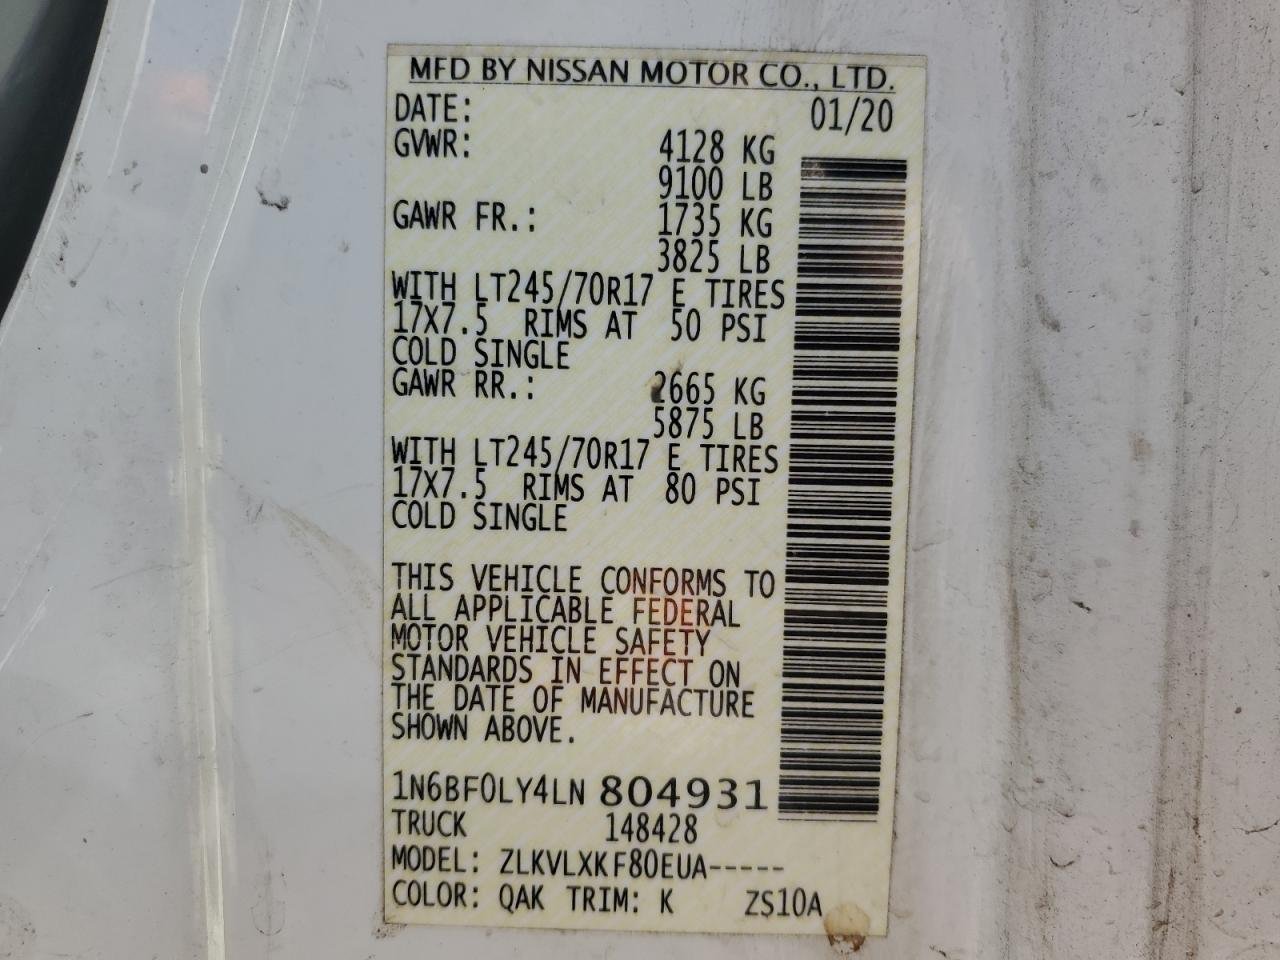 MFD BY NISSAN MOTOR CO., LTD.
DATE: 01/20
GVWR: 4128 KG
9100 LB
GAWR FR.: 1735 KG
3825 LB
WITH LT245/70R17 E TIRES
17X7.5 RIMS AT 50 PSI
COLD SINGLE
GAWR RR.: 2665 KG
5875 LB
WITH LT245/70R17 E TIRES
17X7.5 RIMS AT 80 PSI
COLD SINGLE
THIS VEHICLE CONFORMS TO
ALL APPLICABLE FEDERAL
MOTOR VEHICLE SAFETY
STANDARDS IN EFFECT ON
THE DATE OF MANUFACTURE
SHOWN ABOVE.
1N6BF0LY4LN 804931
TRUCK 148428
MODEL: ZLKVLXKF80EUA-----
COLOR: QAK TRIM: K ZS10A